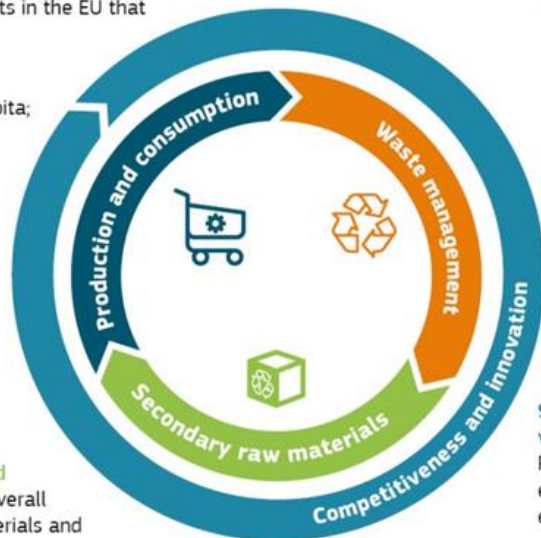 ts in the EU that
pita;
Production and consumption
Waste management
Secondary raw materials
Competitiveness and innovation
d
verall
erials and
S
v
F
e
e